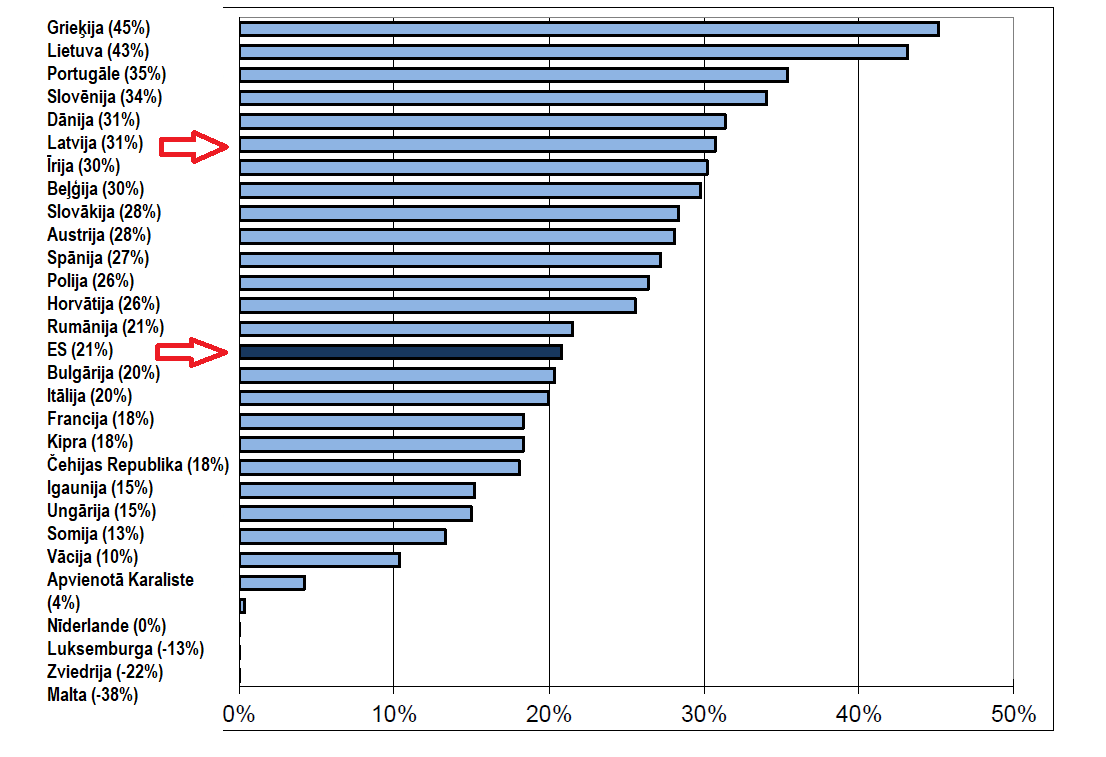 Grieķija (45%)
Lietuva (43%)
Portugāle (35%)
Slovēnija (34%)
Dānija (31%)
Latvija (31%)
Īrija (30%)
Beļģija (30%)
Slovākija (28%)
Austrija (28%)
Spānija (27%)
Polija (26%)
Horvātija (26%)
Rumānija (21%)
ES (21%)
Bulgārija (20%)
Itālija (20%)
Francija (18%)
Kipra (18%)
Čehijas Republika (18%)
Igaunija (15%)
Ungārija (15%)
Somija (13%)
Vācija (10%)
Apvienotā Karaliste
(4%)
Nīderlande (0%)
Luksemburga (-13%)
Zviedrija (-22%)
Malta (-38%)
0% 10% 20% 30% 40% 50%